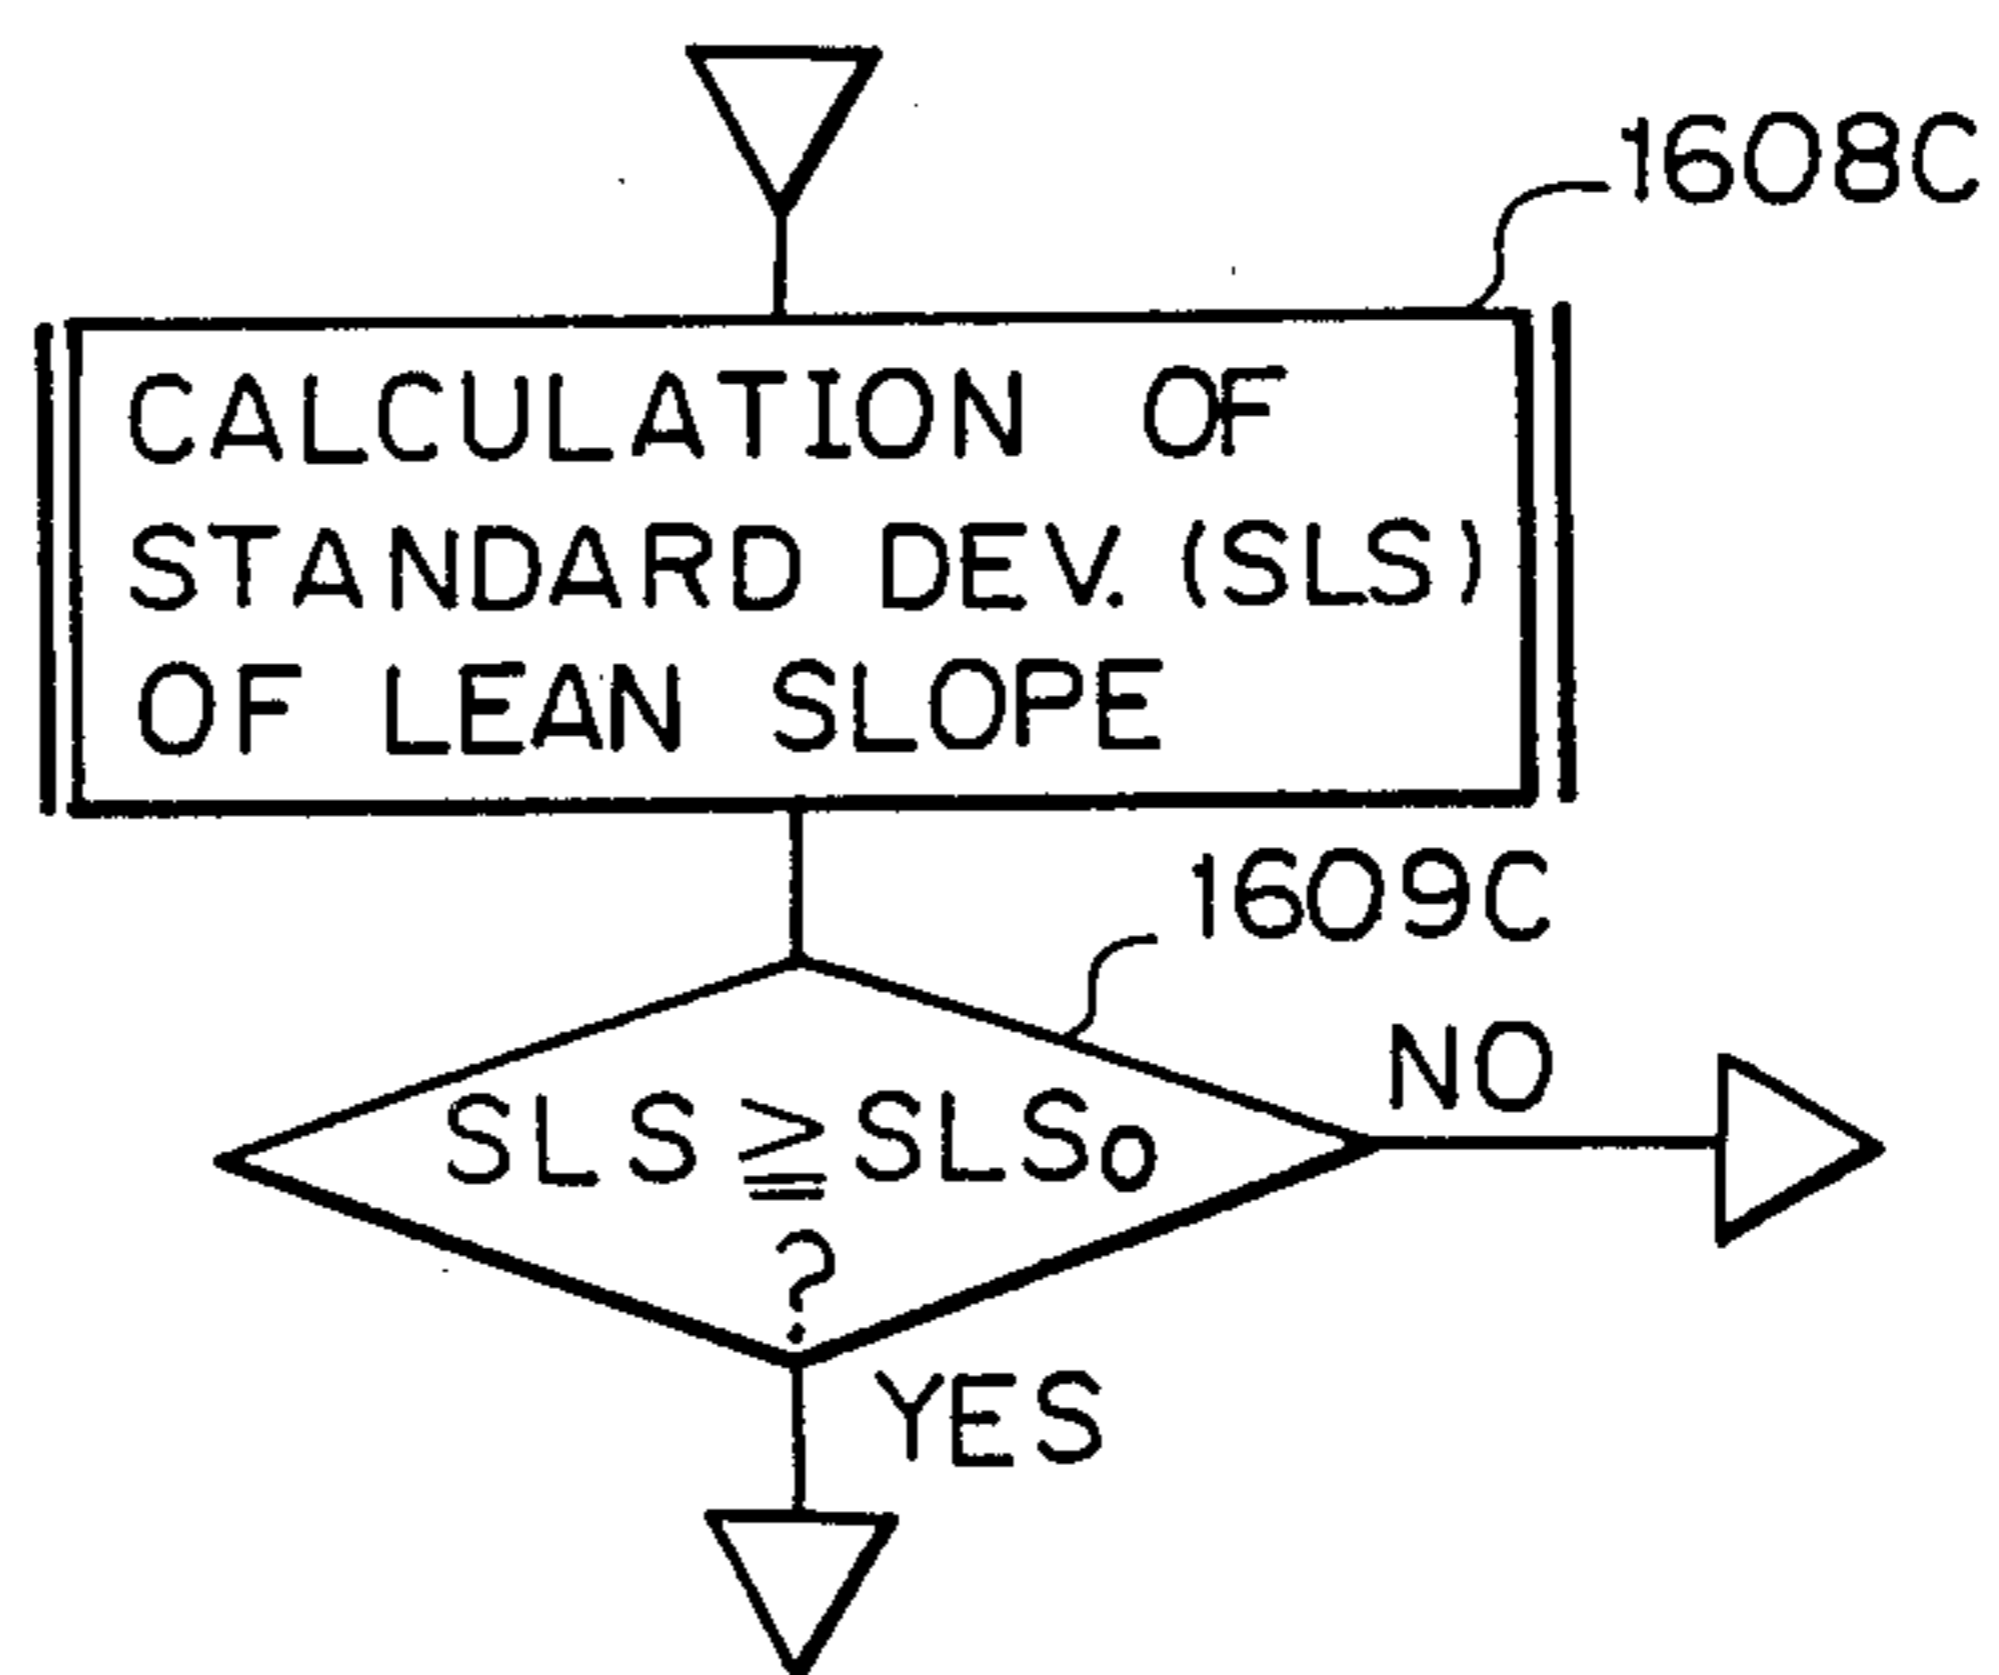 1608C
CALCULATION OF
STANDARD DEV. (SLS)
OF LEAN SLOPE
1609C
NO
SLS ≧ SLS₀
?
YES